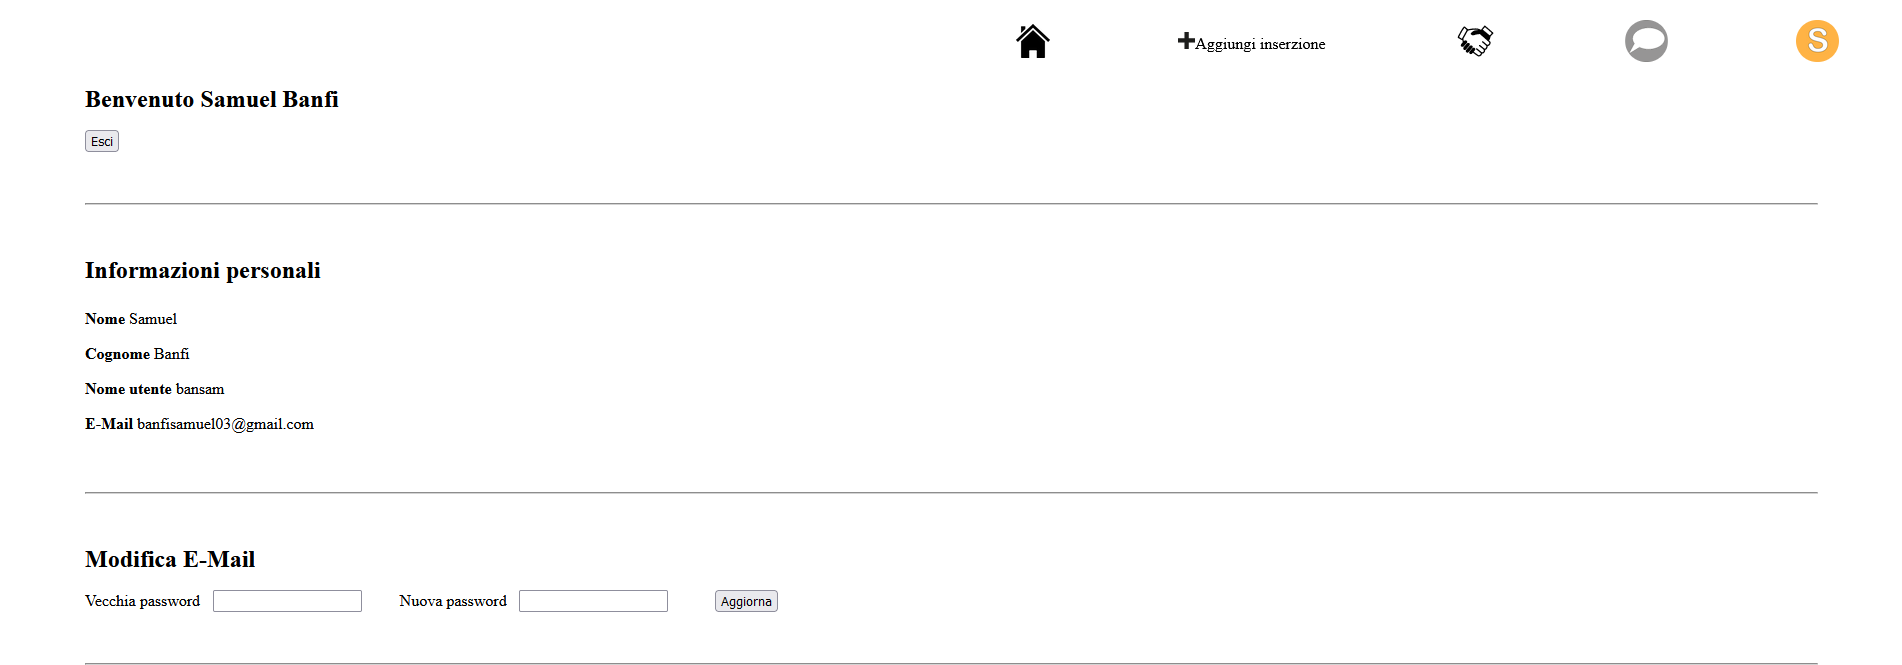 Aggiungi inserzione
S
Benvenuto Samuel Banfi
Esci
Informazioni personali
Nome Samuel
Cognome Banfi
Nome utente bansam
E-Mail banfisamuel03@gmail.com
Modifica E-Mail
Vecchia password Nuova password Aggiorna